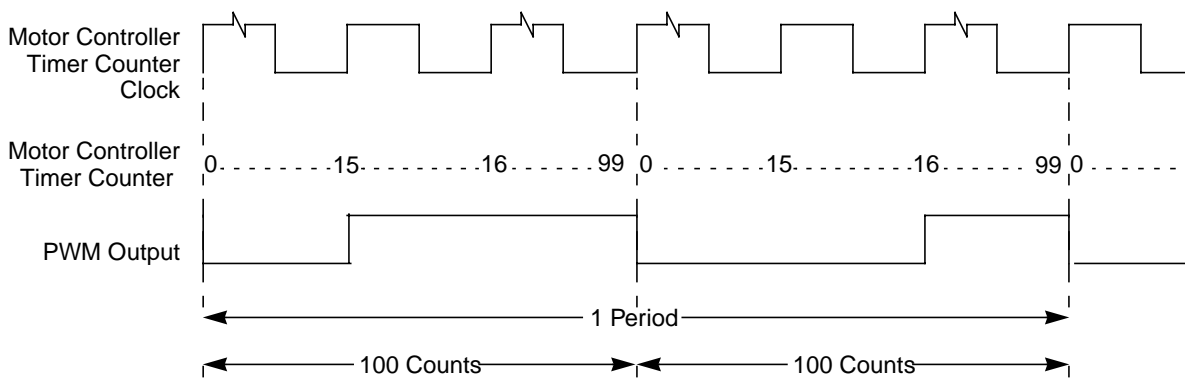 Motor Controller
Timer Counter
Clock
Motor Controller
Timer Counter
0 15 16 99 0 15 16 99 0
PWM Output
1 Period
100 Counts 100 Counts